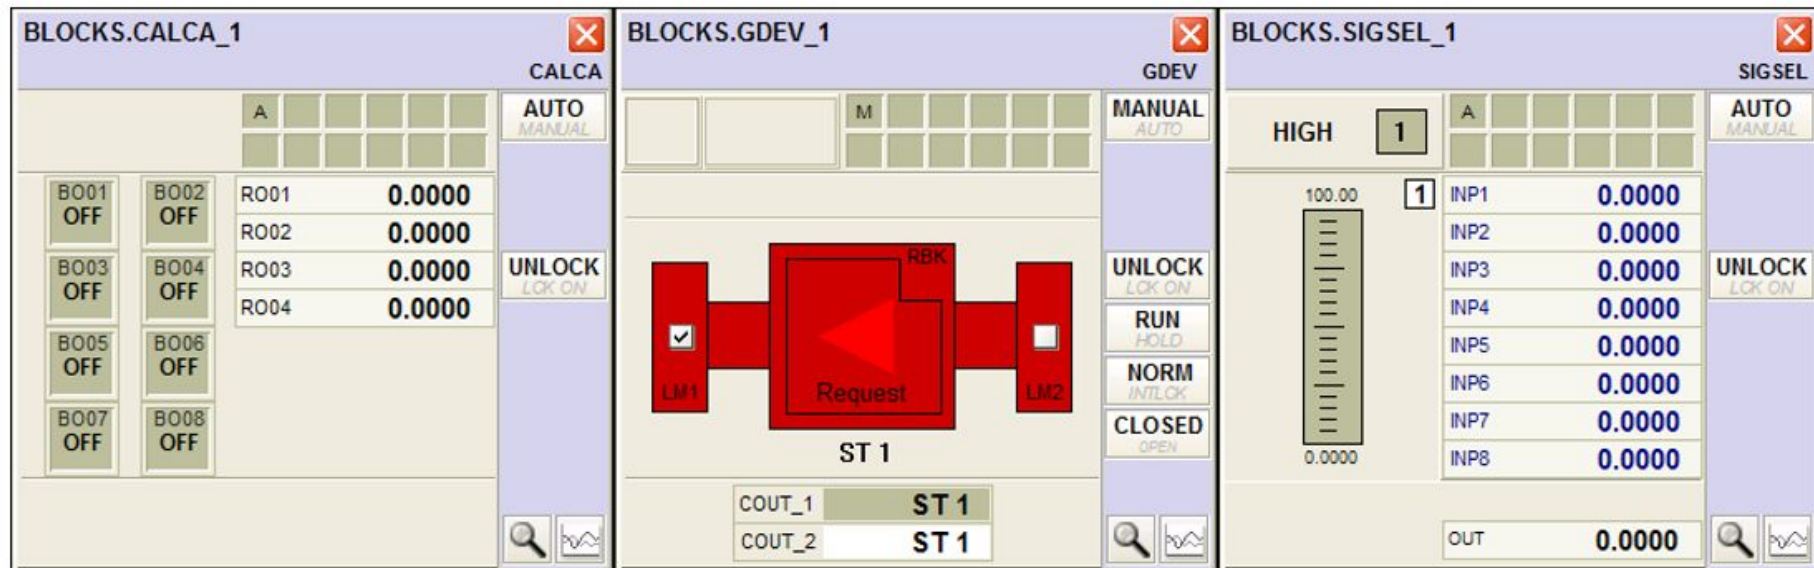 BLOCKS.CALCA_1
CALCA
A
AUTO
MANUAL
BO01
OFF
BO02
OFF
RO01 0.0000
RO02 0.0000
BO03
OFF
BO04
OFF
RO03 0.0000
RO04 0.0000
UNLOCK
LCK ON
BO05
OFF
BO06
OFF
BO07
OFF
BO08
OFF
BLOCKS.GDEV_1
GDEV
M
MANUAL
AUTO
RBK
LM1
Request
LM2
ST 1
UNLOCK
LCK ON
RUN
HOLD
NORM
INTLCK
CLOSED
OPEN
COUT_1 ST 1
COUT_2 ST 1
BLOCKS.SIGSEL_1
SIGSEL
HIGH 1
A
AUTO
MANUAL
100.00
1
INP1 0.0000
INP2 0.0000
INP3 0.0000
INP4 0.0000
INP5 0.0000
INP6 0.0000
INP7 0.0000
INP8 0.0000
0.0000
UNLOCK
LCK ON
OUT 0.0000